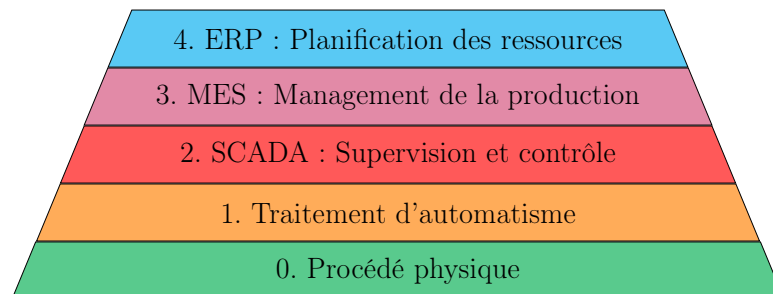 4. ERP : Planification des ressources
3. MES : Management de la production
2. SCADA : Supervision et contrôle
1. Traitement d'automatisme
0. Procédé physique